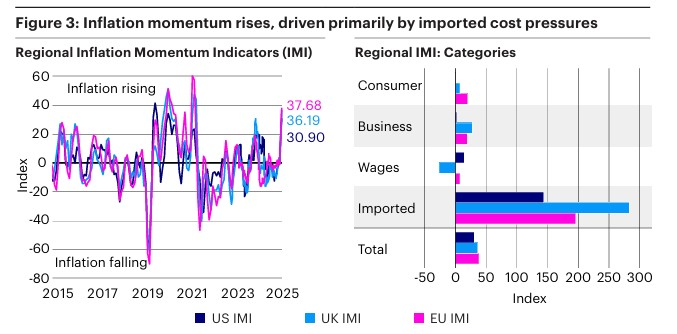 Figure 3: Inflation momentum rises, driven primarily by imported cost pressures
Regional Inflation Momentum Indicators (IMI)
Inflation rising
Inflation falling
Index
60
40
20
0
-20
-40
-60
-80
37.68
36.19
30.90
2015 2017 2019 2021 2023 2025
Regional IMI: Categories
Consumer
Business
Wages
Imported
Total
-50 0 50 100 150 200 250 300
Index
US IMI UK IMI EU IMI